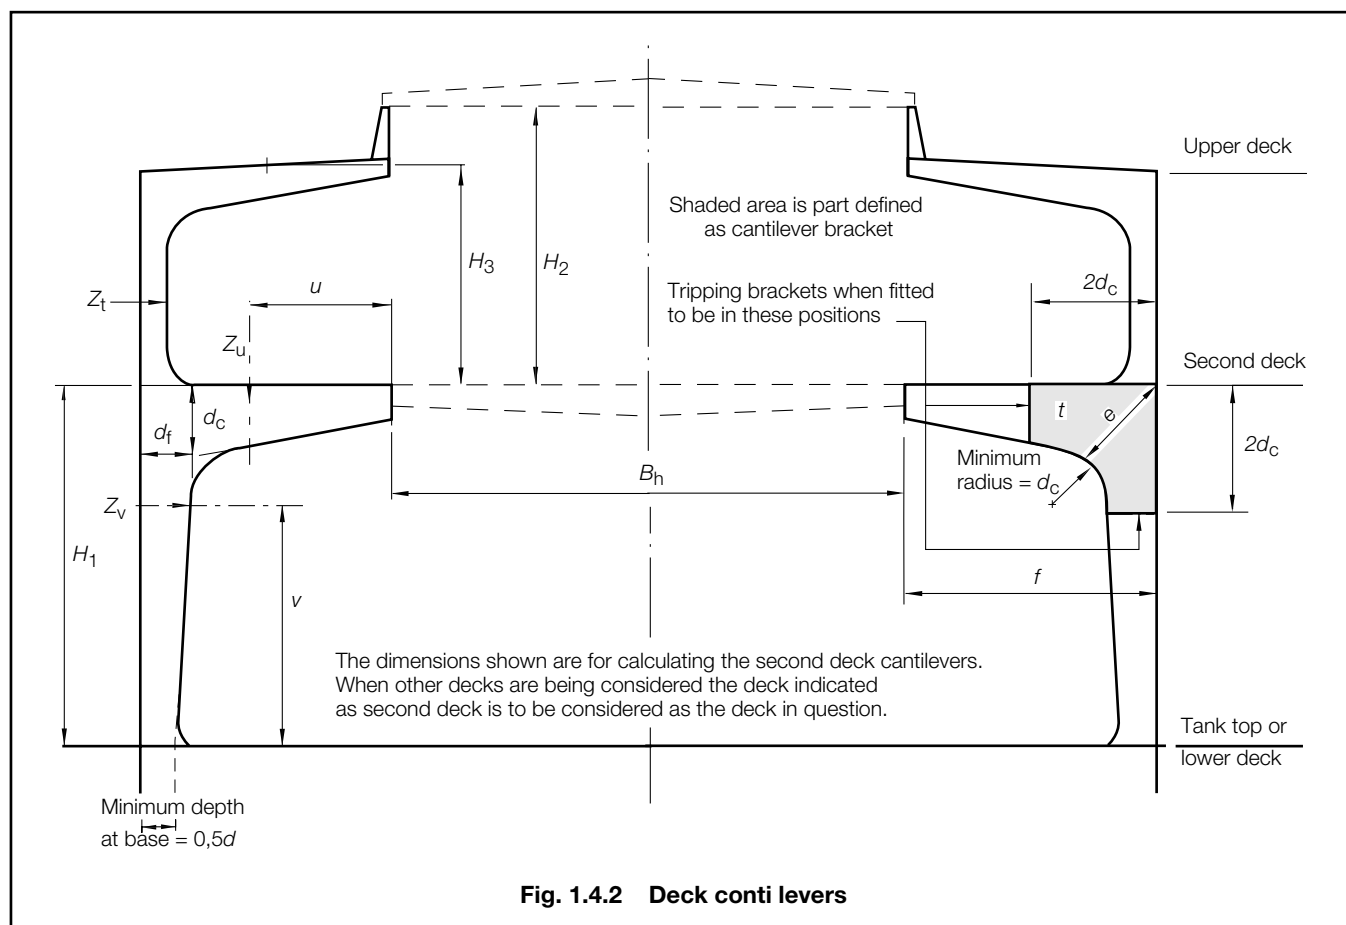 Upper deck
Shaded area is part defined
as cantilever bracket
H3
H2
Zt
u
Tripping brackets when fitted
to be in these positions
2dc
Zu
Second deck
dc
df
t
e
2dc
Minimum
radius = dc
Bh
Zv
H1
v
f
The dimensions shown are for calculating the second deck cantilevers.
When other decks are being considered the deck indicated
as second deck is to be considered as the deck in question.
Tank top or
lower deck
Minimum depth
at base = 0,5d
Fig. 1.4.2 Deck conti levers